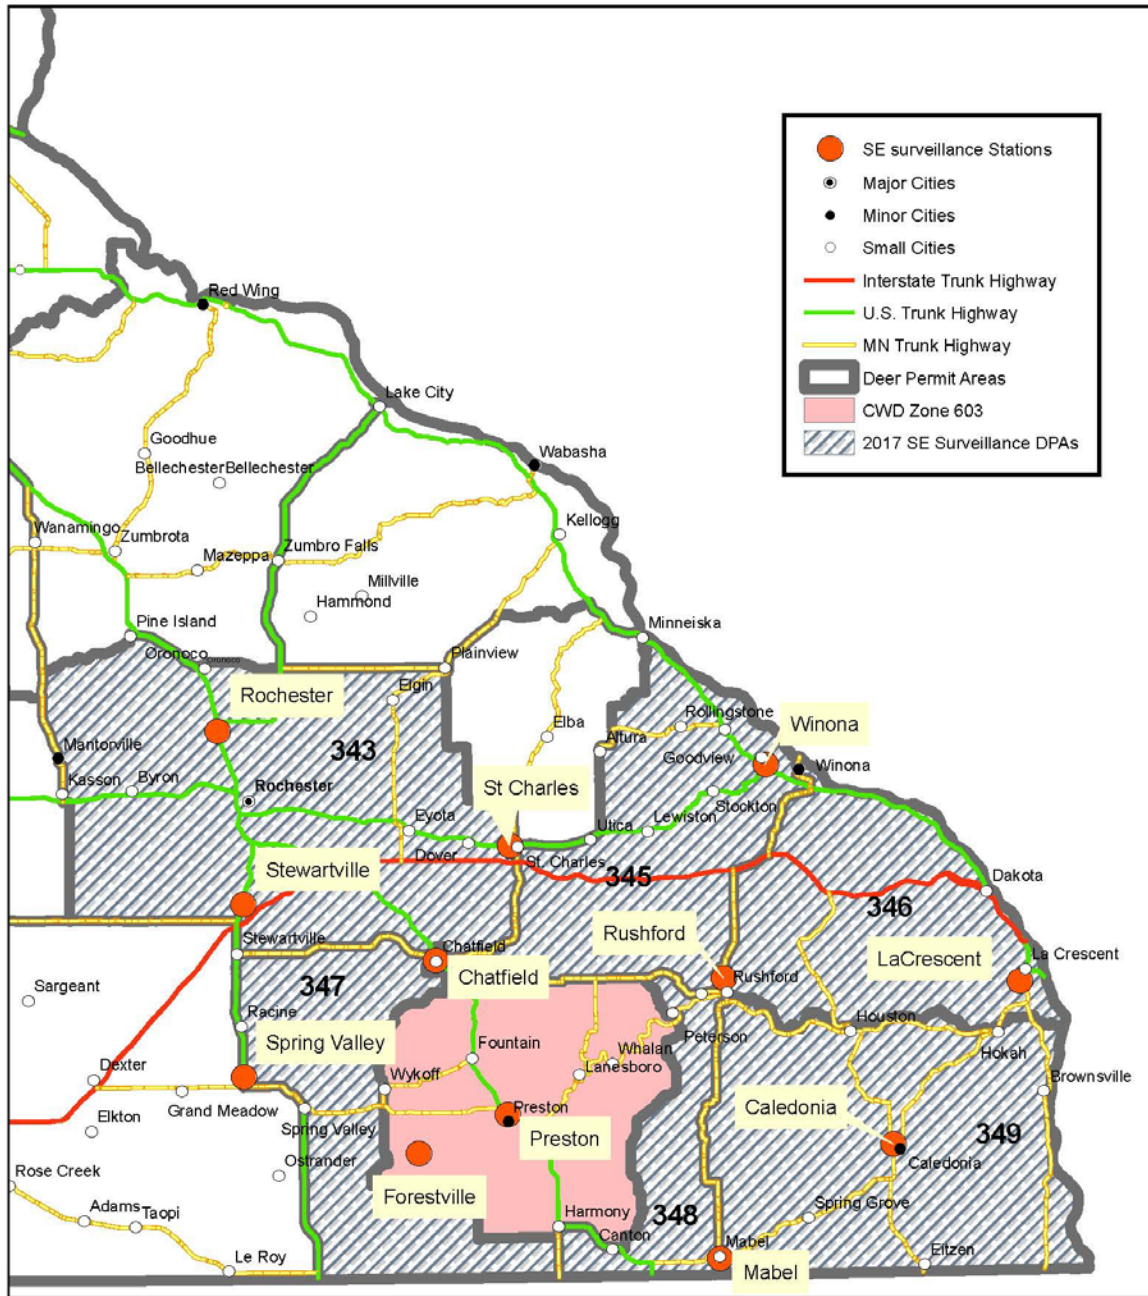 SE surveillance Stations
Major Cities
Minor Cities
Small Cities
Interstate Trunk Highway
U.S. Trunk Highway
MN Trunk Highway
Deer Permit Areas
CWD Zone 603
2017 SE Surveillance DPAs
Red Wing
Lake City
Goodhue
BellechesterBellechester
Wabasha
Kellogg
Wanamingo
Zumbrota
Mazeppa
Zumbro Falls
Millville
Hammond
Pine Island
Minneiska
Oronoco
Oronoco
Plainview
Rochester
Elgin
Rollingstone
Winona
Elba
Altura
343
Mantorville
Goodview
Winona
Kasson
Byron
Rochester
St Charles
Stockton
Eyota
Utica
Lewiston
Dover
St. Charles
Stewartville
345
Dakota
346
Stewartville
Chatfield
Rushford
LaCrescent
La Crescent
Chatfield
Rushford
347
Sargeant
Racine
Peterson
Houston
Spring Valley
Fountain
Whalan
Hokah
Dexter
Wykoff
Lanesboro
Brownsville
Grand Meadow
Elkton
Spring Valley
Preston
Caledonia
349
Preston
Caledonia
Ostrander
Rose Creek
Forestville
Adams
Taopi
Harmony
348
Spring Grove
Canton
Mabel
Le Roy
Mabel
Eitzen